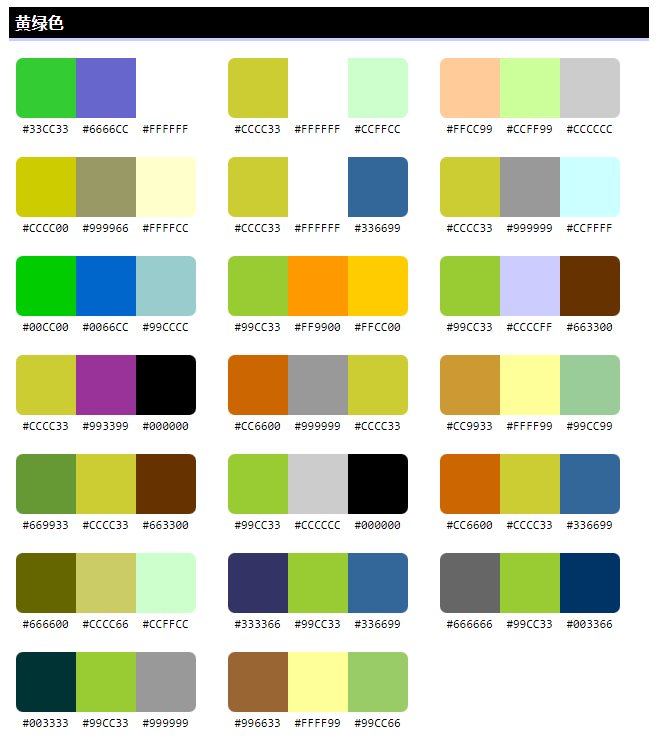 黄绿色
#33CC33 #6666CC #FFFFFF #CCCC33 #FFFFFF #CCFFCC #FFCC99 #CCFF99 #CCCCCC
#CCCC00 #999966 #FFFFCC #CCCC33 #FFFFFF #336699 #CCCC33 #999999 #CCFFFF
#00CC00 #0066CC #99CCCC #99CC33 #FF9900 #FFCC00 #99CC33 #CCCCFF #663300
#CCCC33 #993399 #000000 #CC6600 #999999 #CCCC33 #CC9933 #FFFF99 #99CC99
#669933 #CCCC33 #663300 #99CC33 #CCCCCC #000000 #CC6600 #CCCC33 #336699
#666600 #CCCC66 #CCFFCC #333366 #99CC33 #336699 #666666 #99CC33 #003366
#003333 #99CC33 #999999 #996633 #FFFF99 #99CC66